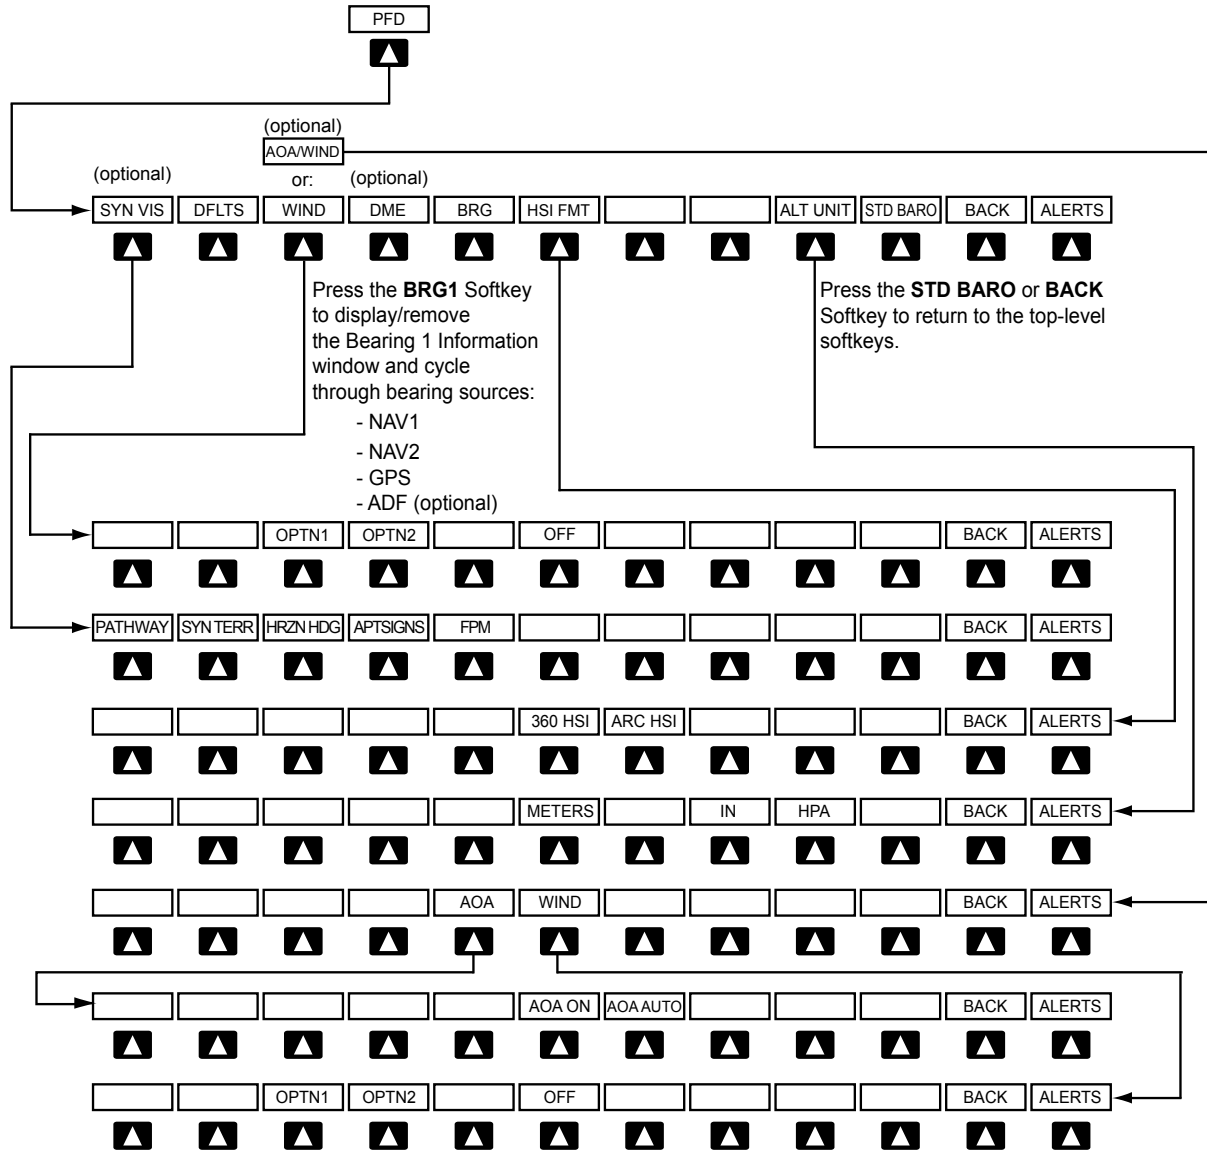 PFD
(optional)
AOA/WIND
(optional) or: (optional)
SYN VIS DFLTS WIND DME BRG HSI FMT ALT UNIT STD BARO BACK ALERTS
Press the BRG1 Softkey
to display/remove
the Bearing 1 Information
window and cycle
through bearing sources:
- NAV1
- NAV2
- GPS
- ADF (optional)
Press the STD BARO or BACK
Softkey to return to the top-level
softkeys.
OPTN1 OPTN2 OFF BACK ALERTS
PATHWAY SYN TERR HRZN HDG APTSIGNS FPM BACK ALERTS
360 HSI ARC HSI BACK ALERTS
METERS IN HPA BACK ALERTS
AOA WIND BACK ALERTS
AOA ON AOA AUTO BACK ALERTS
OPTN1 OPTN2 OFF BACK ALERTS